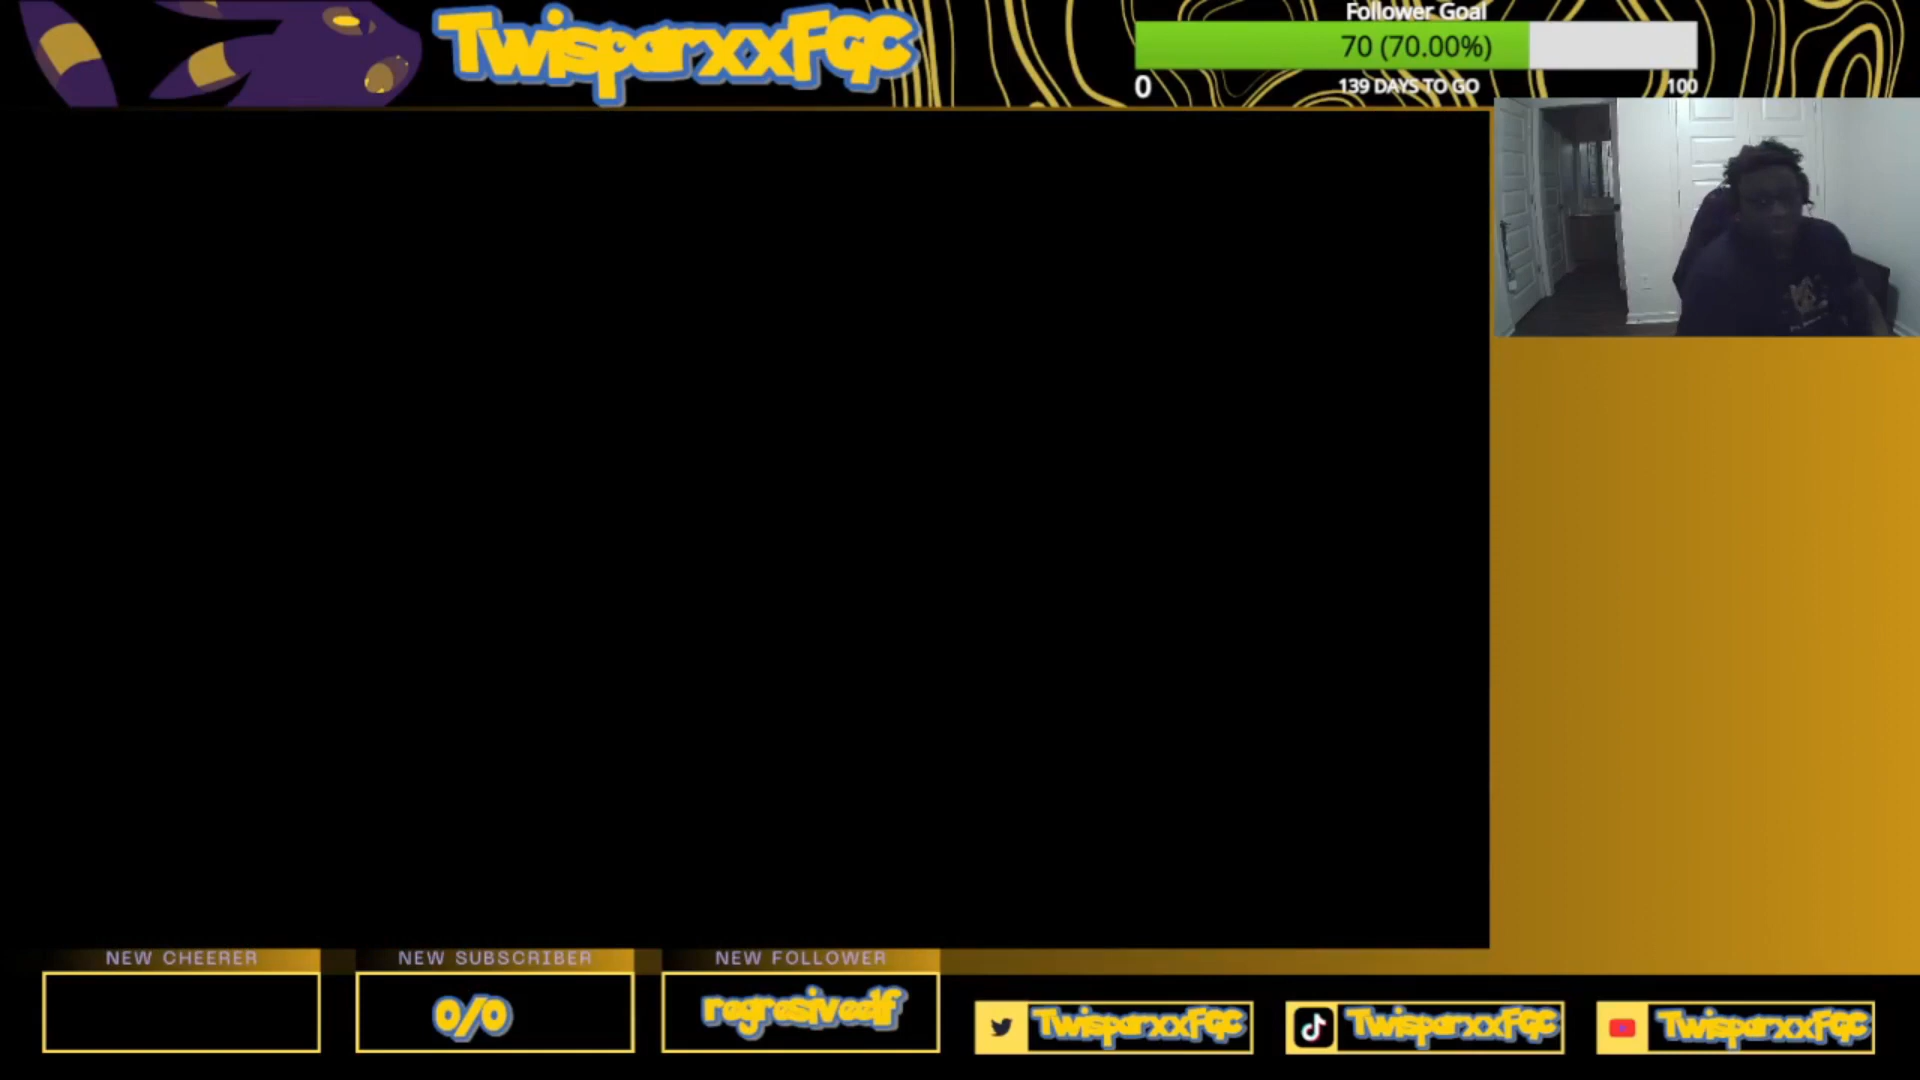 TwisparxxFGC
Follower Goal
70 (70.00%)
0
139 DAYS TO GO
100
NEW CHEERER
NEW SUBSCRIBER
NEW FOLLOWER
0/0
regresiveelf
TwisparxxFGC
TwisparxxFGC
TwisparxxFGC